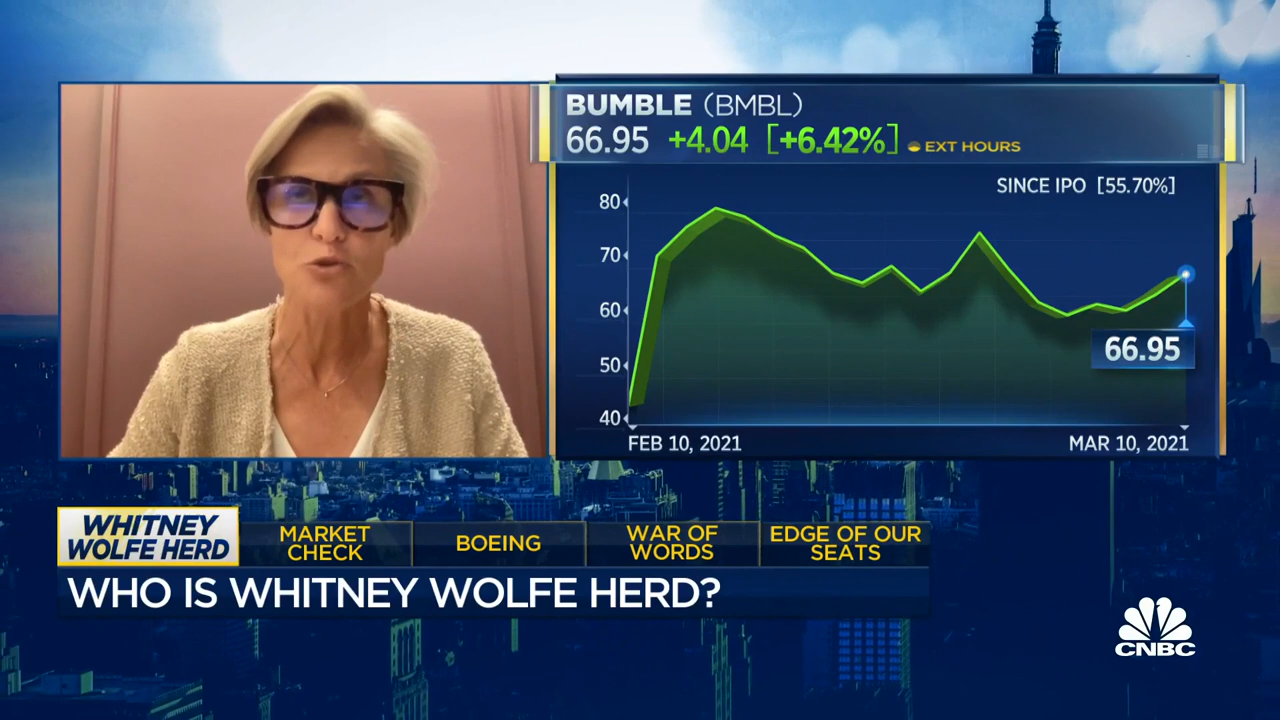 BUMBLE (BMBL)
66.95 +4.04 [+6.42%] EXT HOURS
SINCE IPO [55.70%]
80
70
60
50
40
66.95
FEB 10, 2021 MAR 10, 2021
WHITNEY
WOLFE HERD
MARKET
CHECK
BOEING
WAR OF
WORDS
EDGE OF OUR
SEATS
WHO IS WHITNEY WOLFE HERD?
CNBC